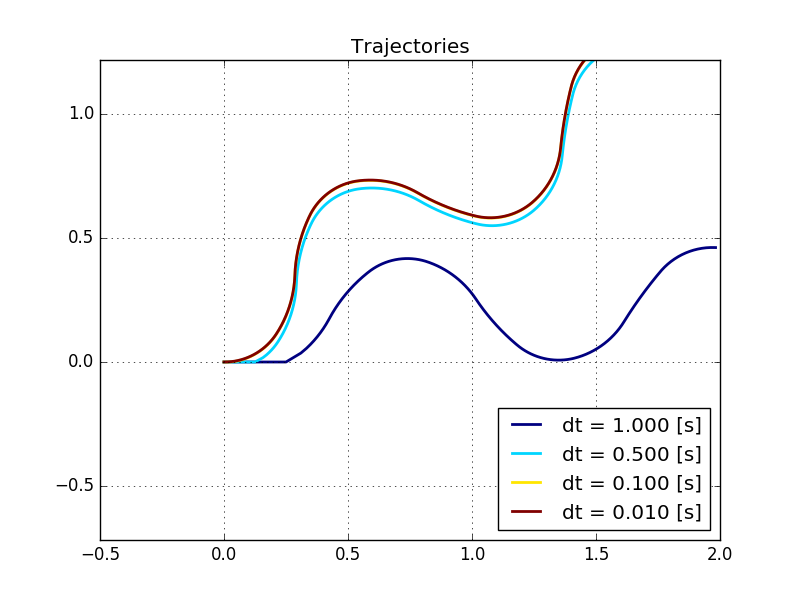 Trajectories
1.0
0.5
0.0
−0.5
−0.5 0.0 0.5 1.0 1.5 2.0
dt = 1.000 [s]
dt = 0.500 [s]
dt = 0.100 [s]
dt = 0.010 [s]